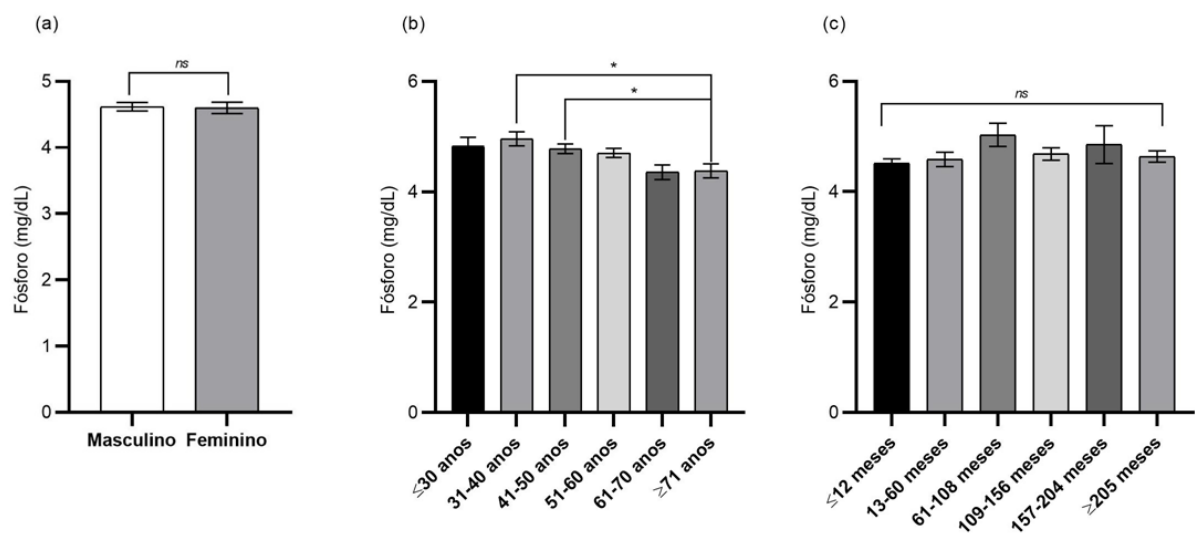 (a)
ns
5
4
3
2
1
0
Fósforo (mg/dL)
Masculino Feminino
(b)
*
*
6
4
2
0
Fósforo (mg/dL)
≤30 anos
31-40 anos
41-50 anos
51-60 anos
61-70 anos
≥71 anos
(c)
ns
6
4
2
0
Fósforo (mg/dL)
≤12 meses
13-60 meses
61-108 meses
109-156 meses
157-204 meses
≥205 meses